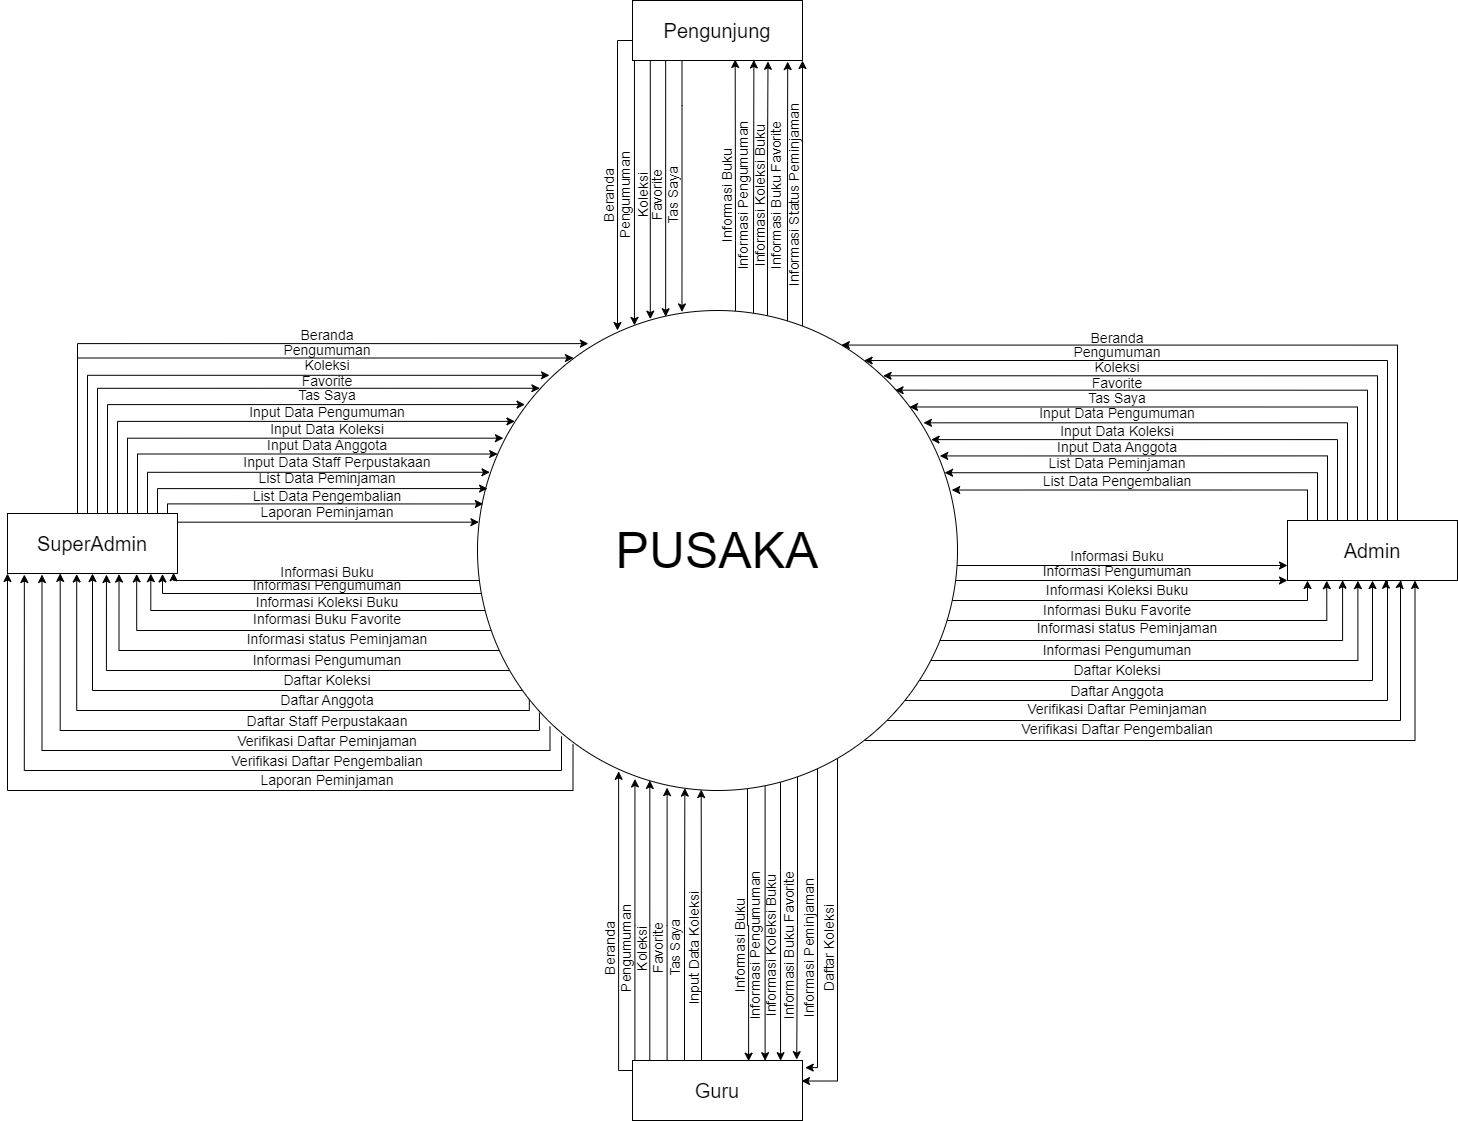 Pengunjung
Beranda
Pengumuman
Koleksi
Favorite
Tas Saya
Informasi Buku
Informasi Pengumuman
Informasi Koleksi Buku
Informasi Buku Favorite
Informasi Status Peminjaman
Beranda
Pengumuman
Koleksi
Favorite
Tas Saya
Input Data Pengumuman
Input Data Koleksi
Input Data Anggota
Input Data Staff Perpustakaan
List Data Peminjaman
List Data Pengembalian
Laporan Peminjaman
SuperAdmin
Informasi Buku
Informasi Pengumuman
Informasi Koleksi Buku
Informasi Buku Favorite
Informasi status Peminjaman
Informasi Pengumuman
Daftar Koleksi
Daftar Anggota
Daftar Staff Perpustakaan
Verifikasi Daftar Peminjaman
Verifikasi Daftar Pengembalian
Laporan Peminjaman
PUSAKA
Beranda
Pengumuman
Koleksi
Favorite
Tas Saya
Input Data Pengumuman
Input Data Koleksi
Input Data Anggota
List Data Peminjaman
List Data Pengembalian
Admin
Informasi Buku
Informasi Pengumuman
Informasi Koleksi Buku
Informasi Buku Favorite
Informasi status Peminjaman
Informasi Pengumuman
Daftar Koleksi
Daftar Anggota
Verifikasi Daftar Peminjaman
Verifikasi Daftar Pengembalian
Beranda
Pengumuman
Koleksi
Favorite
Tas Saya
Input Data Koleksi
Informasi Buku
Informasi Pengumuman
Informasi Koleksi Buku
Informasi Buku Favorite
Informasi Peminjaman
Daftar Koleksi
Guru